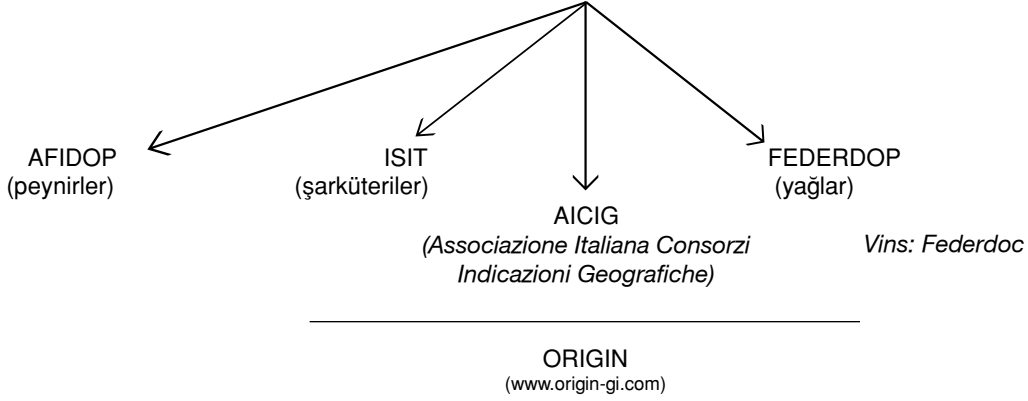 AFIDOP
(peynirler)
ISIT
(şarküteriler)
FEDERDOP
(yağlar)
AICIG
(Associazione Italiana Consorzi
Indicazioni Geografiche)
Vins: Federdoc
ORIGIN
(www.origin-gi.com)